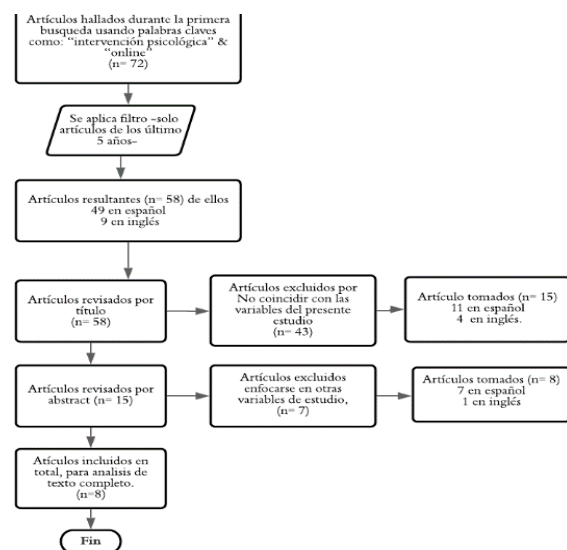 Artículos hallados durante la primera
busqueda usando palabras claves
como: "intervención psicológica" &
"online"
(n= 72)
Se aplica filtro -solo
artículos de los último
5 años-
Artículos resultantes (n= 58) de ellos
49 en español
9 en inglés
Artículos revisados por
título
(n= 58)
Artículos excluidos por
No coincidir con las
variables del presente
estudio
(n= 43)
Artículo tomados (n= 15)
11 en español
4 en inglés.
Artículos revisados por
abstract (n= 15)
Artículos excluidos
enfocarse en otras
variables de estudio,
(n= 7)
Artículos tomados (n= 8)
7 en español
1 en inglés
Atículos incluidos en
total, para analisis de
texto completo.
(n=8)
Fin